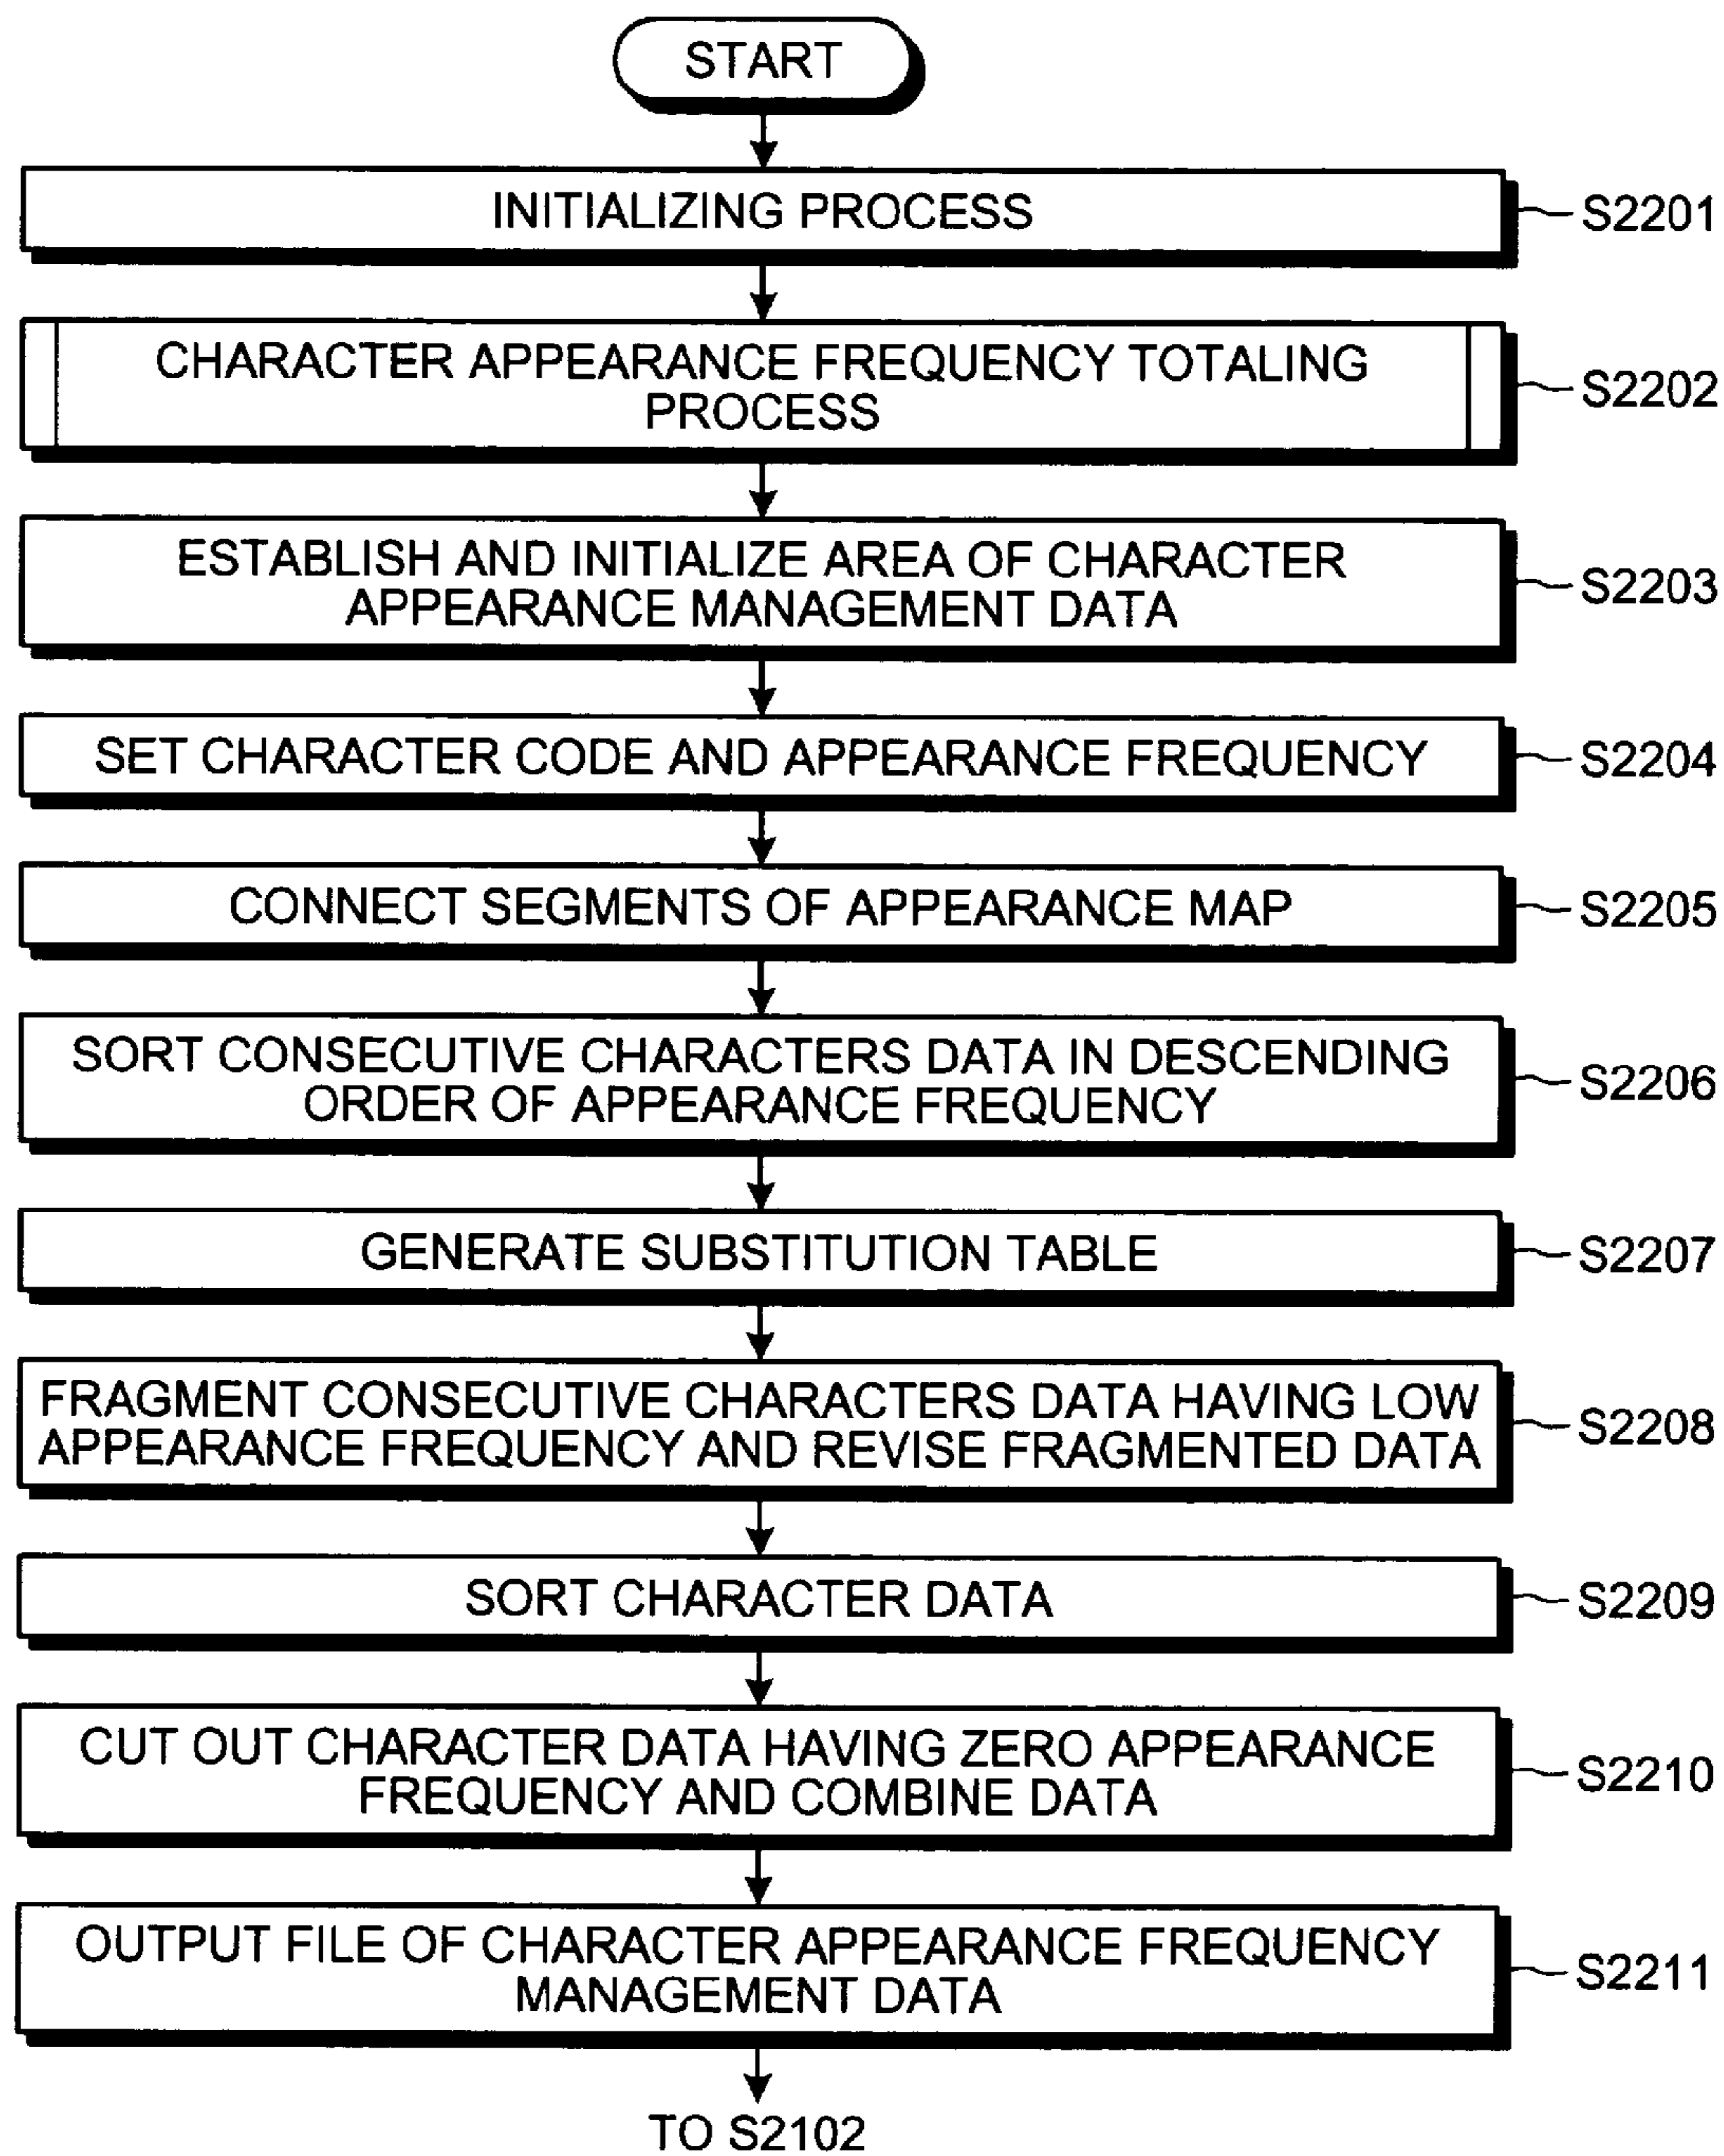 START
INITIALIZING PROCESS
S2201
CHARACTER APPEARANCE FREQUENCY TOTALING
PROCESS
S2202
ESTABLISH AND INITIALIZE AREA OF CHARACTER
APPEARANCE MANAGEMENT DATA
S2203
SET CHARACTER CODE AND APPEARANCE FREQUENCY
S2204
CONNECT SEGMENTS OF APPEARANCE MAP
S2205
SORT CONSECUTIVE CHARACTERS DATA IN DESCENDING
ORDER OF APPEARANCE FREQUENCY
S2206
GENERATE SUBSTITUTION TABLE
S2207
FRAGMENT CONSECUTIVE CHARACTERS DATA HAVING LOW
APPEARANCE FREQUENCY AND REVISE FRAGMENTED DATA
S2208
SORT CHARACTER DATA
S2209
CUT OUT CHARACTER DATA HAVING ZERO APPEARANCE
FREQUENCY AND COMBINE DATA
S2210
OUTPUT FILE OF CHARACTER APPEARANCE FREQUENCY
MANAGEMENT DATA
S2211
TO S2102